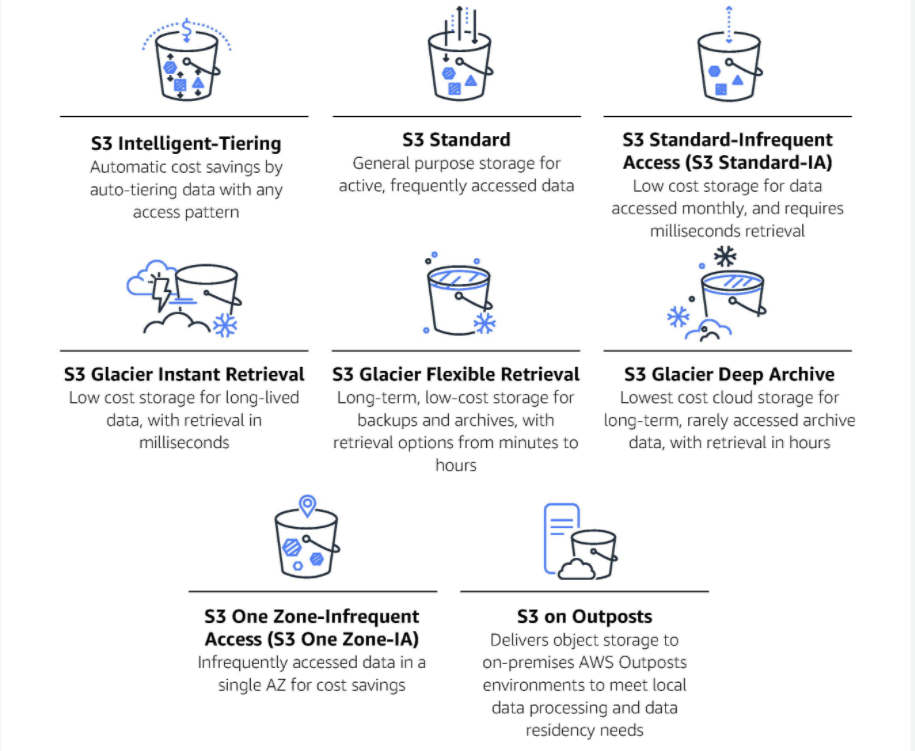 $
S3 Intelligent-Tiering
Automatic cost savings by
auto-tiering data with any
access pattern
S3 Standard
General purpose storage for
active, frequently accessed data
S3 Standard-Infrequent
Access (S3 Standard-IA)
Low cost storage for data
accessed monthly, and requires
milliseconds retrieval
S3 Glacier Instant Retrieval
Low cost storage for long-lived
data, with retrieval in
milliseconds
S3 Glacier Flexible Retrieval
Long-term, low-cost storage for
backups and archives, with
retrieval options from minutes to
hours
S3 Glacier Deep Archive
Lowest cost cloud storage for
long-term, rarely accessed archive
data, with retrieval in hours
S3 One Zone-Infrequent
Access (S3 One Zone-IA)
Infrequently accessed data in a
single AZ for cost savings
S3 on Outposts
Delivers object storage to
on-premises AWS Outposts
environments to meet local
data processing and data
residency needs